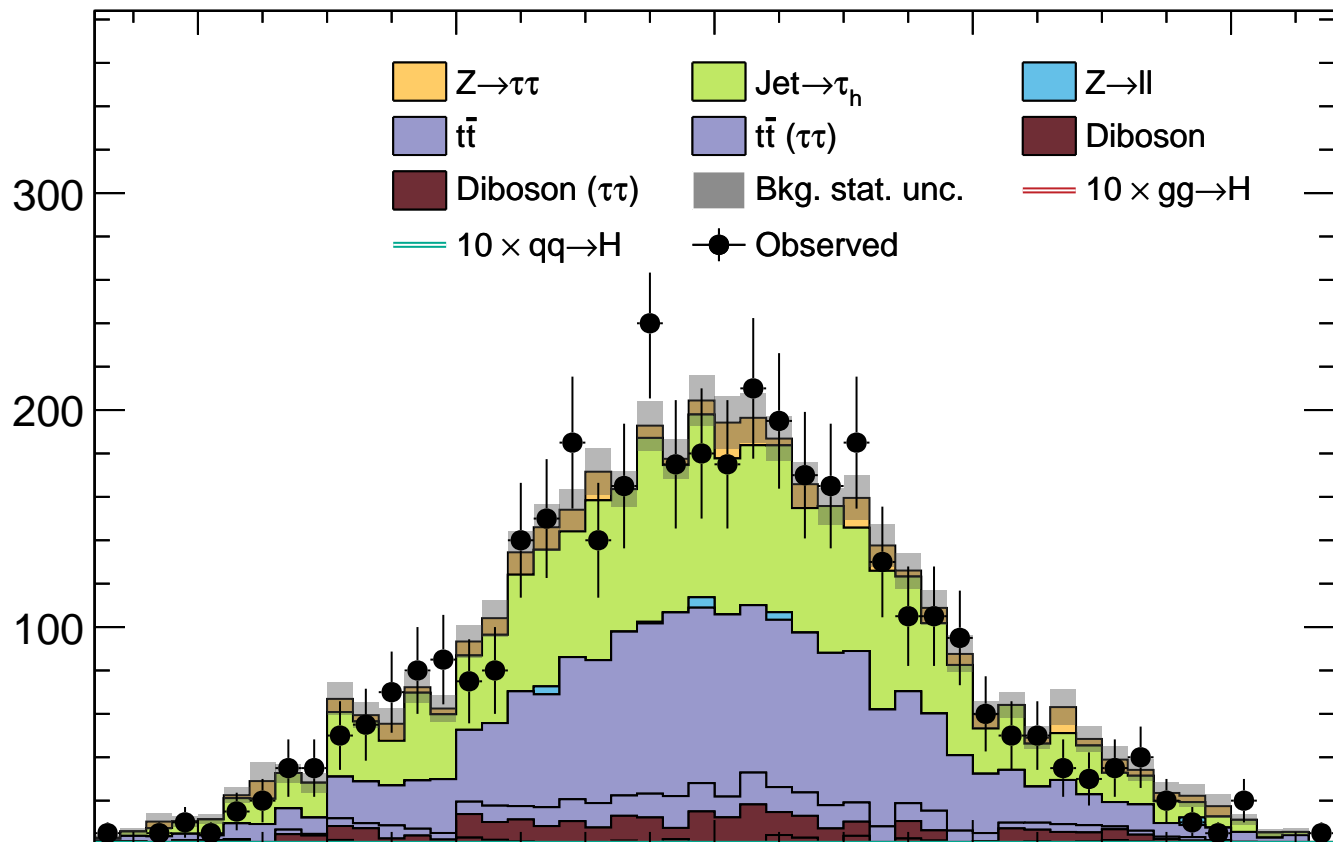 Z→ττ Jet→τₕ Z→ll
tt̄ tt̄ (ττ) Diboson
Diboson (ττ) Bkg. stat. unc. 10 × gg→H
10 × qq→H Observed
300
200
100